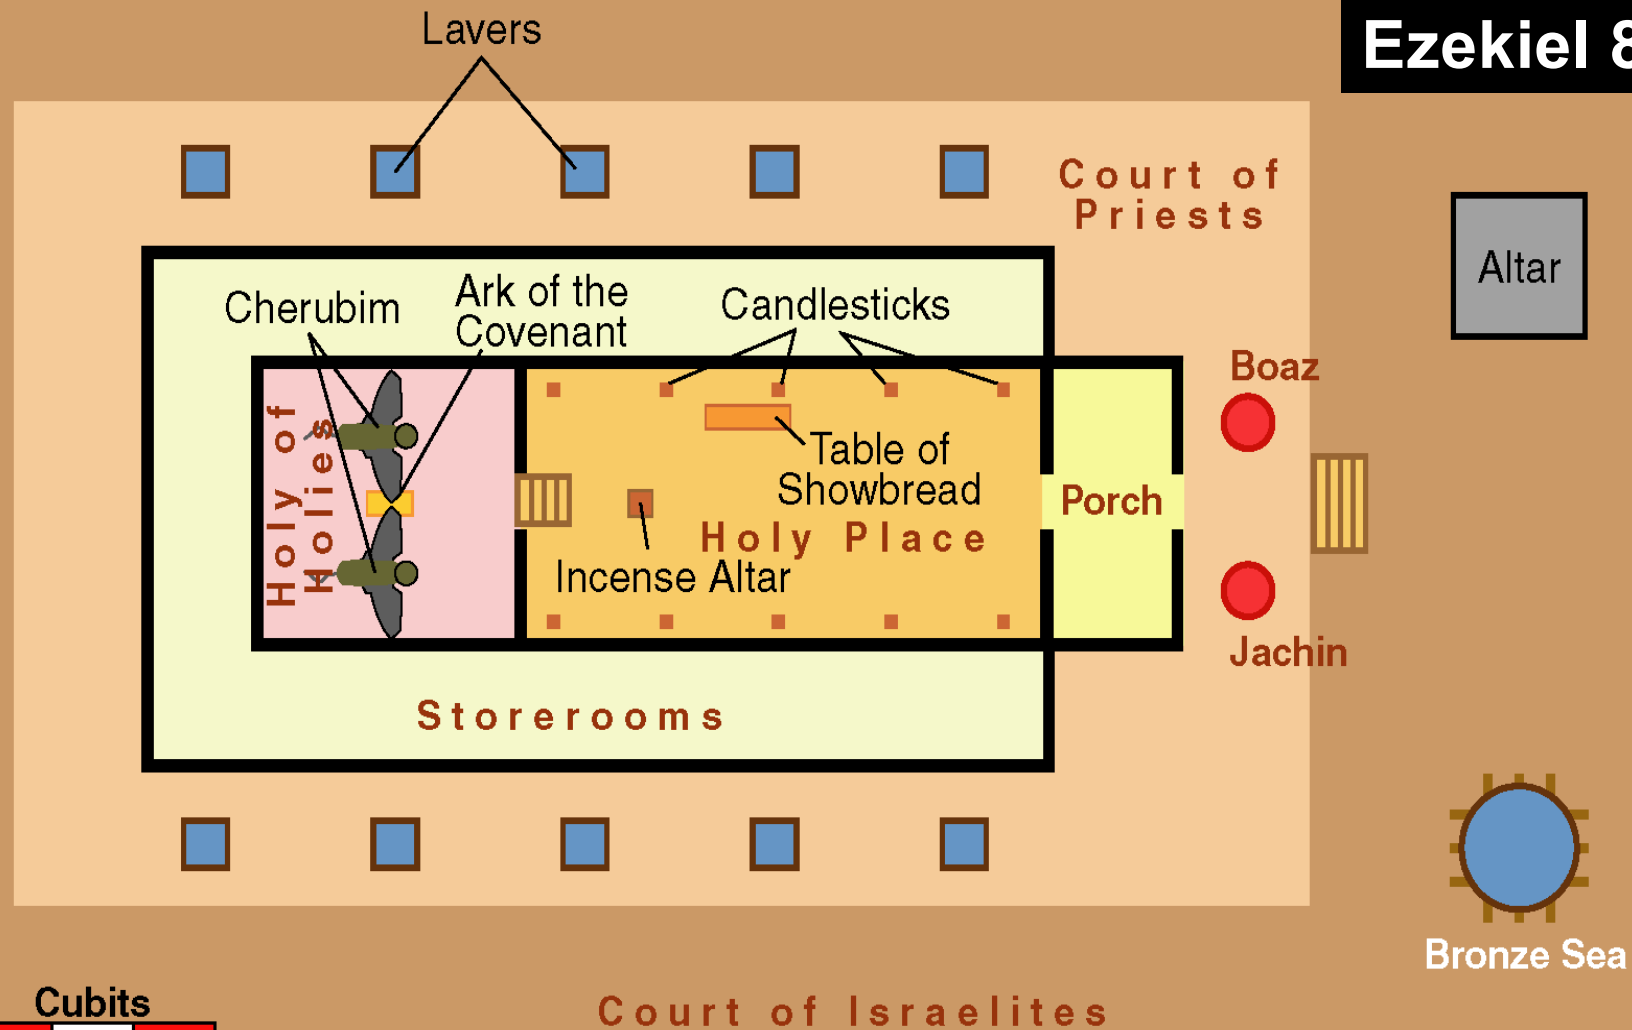 Lavers
Ezekiel 8
Court of
Priests
Altar
Cherubim
Ark of the
Covenant
Candlesticks
Boaz
Holy of
Holies
Table of
Showbread
Porch
Holy Place
Incense Altar
Jachin
Storerooms
Bronze Sea
Cubits
Court of Israelites